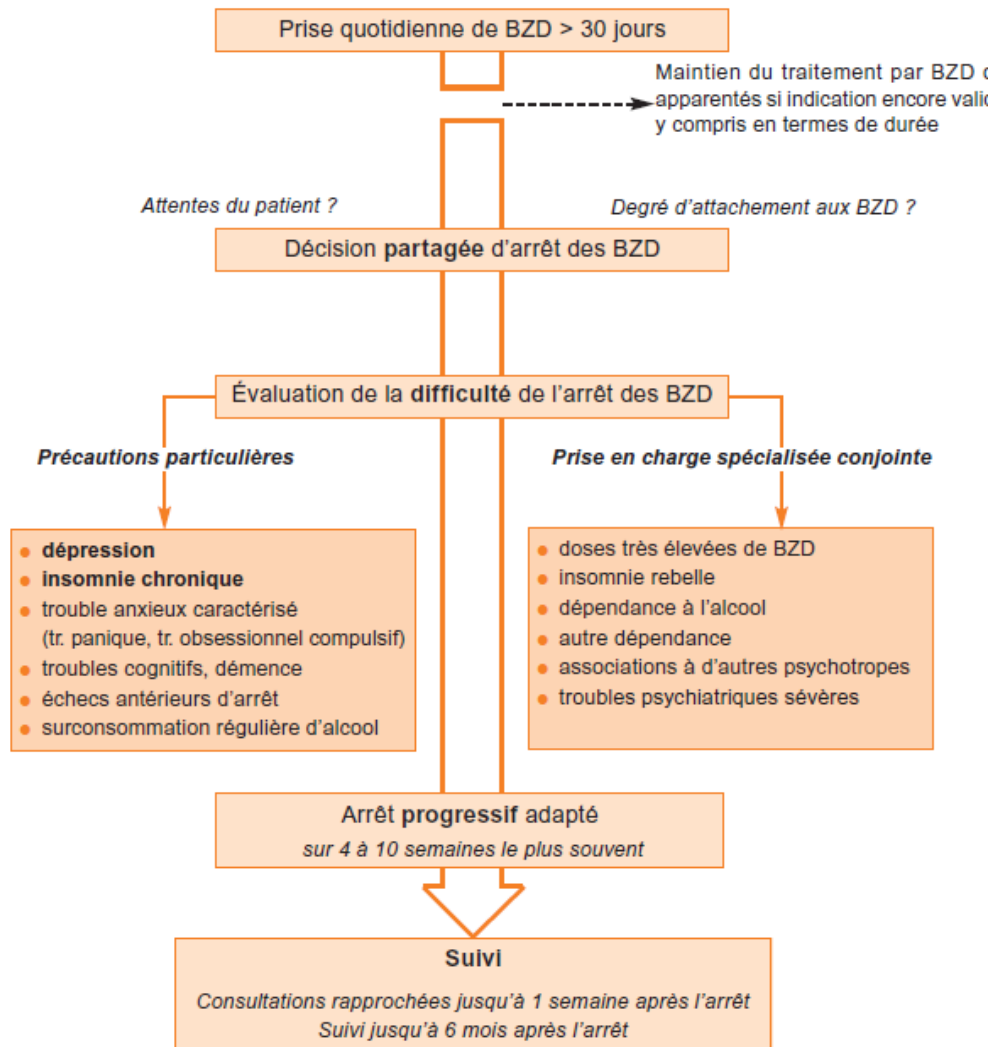 Prise quotidienne de BZD > 30 jours
Maintien du traitement par BZD
apparentés si indication encore
y compris en termes de durée
Attentes du patient ?
Degré d'attachement aux BZD ?
Décision partagée d'arrêt des BZD
Évaluation de la difficulté de l'arrêt des BZD
Précautions particulières
Prise en charge spécialisée conjointe
• dépression
• insomnie chronique
• trouble anxieux caractérisé
(tr. panique, tr. obsessionnel compulsif)
• troubles cognitifs, démence
• échecs antérieurs d'arrêt
• surconsommation régulière d'alcool
• doses très élevées de BZD
• insomnie rebelle
• dépendance à l'alcool
• autre dépendance
• associations à d'autres psychotropes
• troubles psychiatriques sévères
Arrêt progressif adapté
sur 4 à 10 semaines le plus souvent
Suivi
Consultations rapprochées jusqu'à 1 semaine après l'arrêt
Suivi jusqu'à 6 mois après l'arrêt